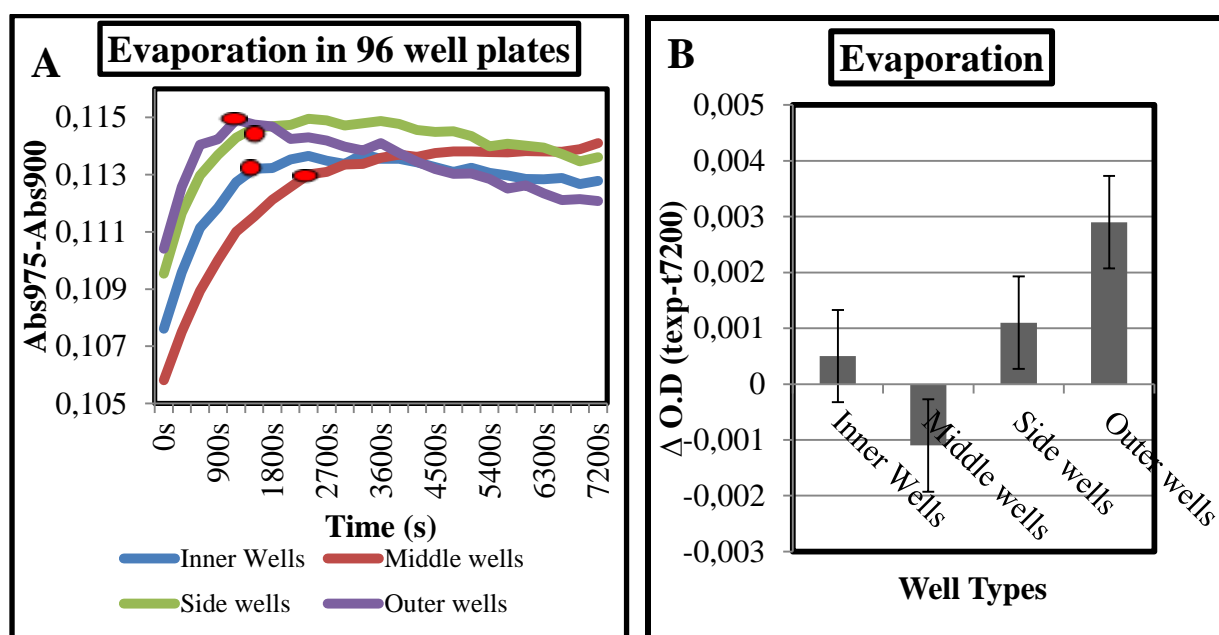 A
Evaporation in 96 well plates
Abs975-Abs900
0,115
0,113
0,111
0,109
0,107
0,105
0s
900s
1800s
2700s
3600s
4500s
5400s
6300s
7200s
Time (s)
Inner Wells
Middle wells
Side wells
Outer wells
B
Evaporation
Δ O.D (texp-t7200)
0,005
0,004
0,003
0,002
0,001
0
-0,001
-0,002
-0,003
Inner Wells
Middle wells
Side wells
Outer wells
Well Types